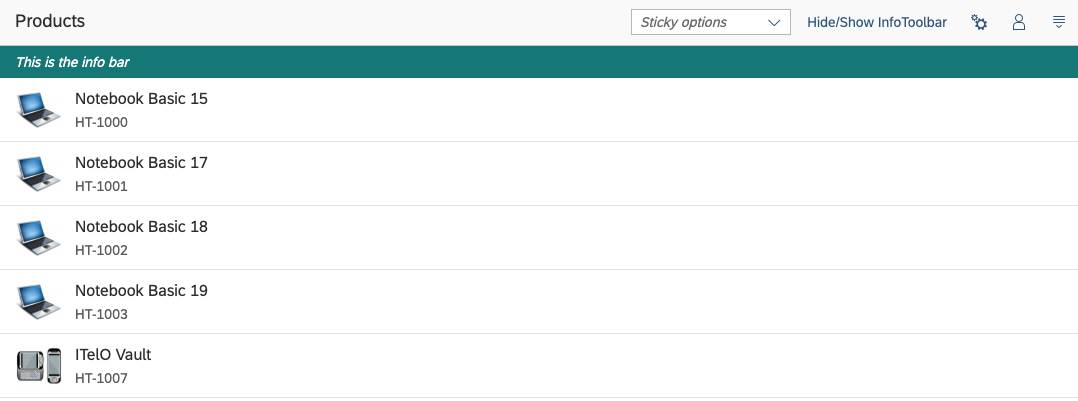 Products
Sticky options
Hide/Show InfoToolbar
This is the info bar
Notebook Basic 15
HT-1000
Notebook Basic 17
HT-1001
Notebook Basic 18
HT-1002
Notebook Basic 19
HT-1003
ITelO Vault
HT-1007